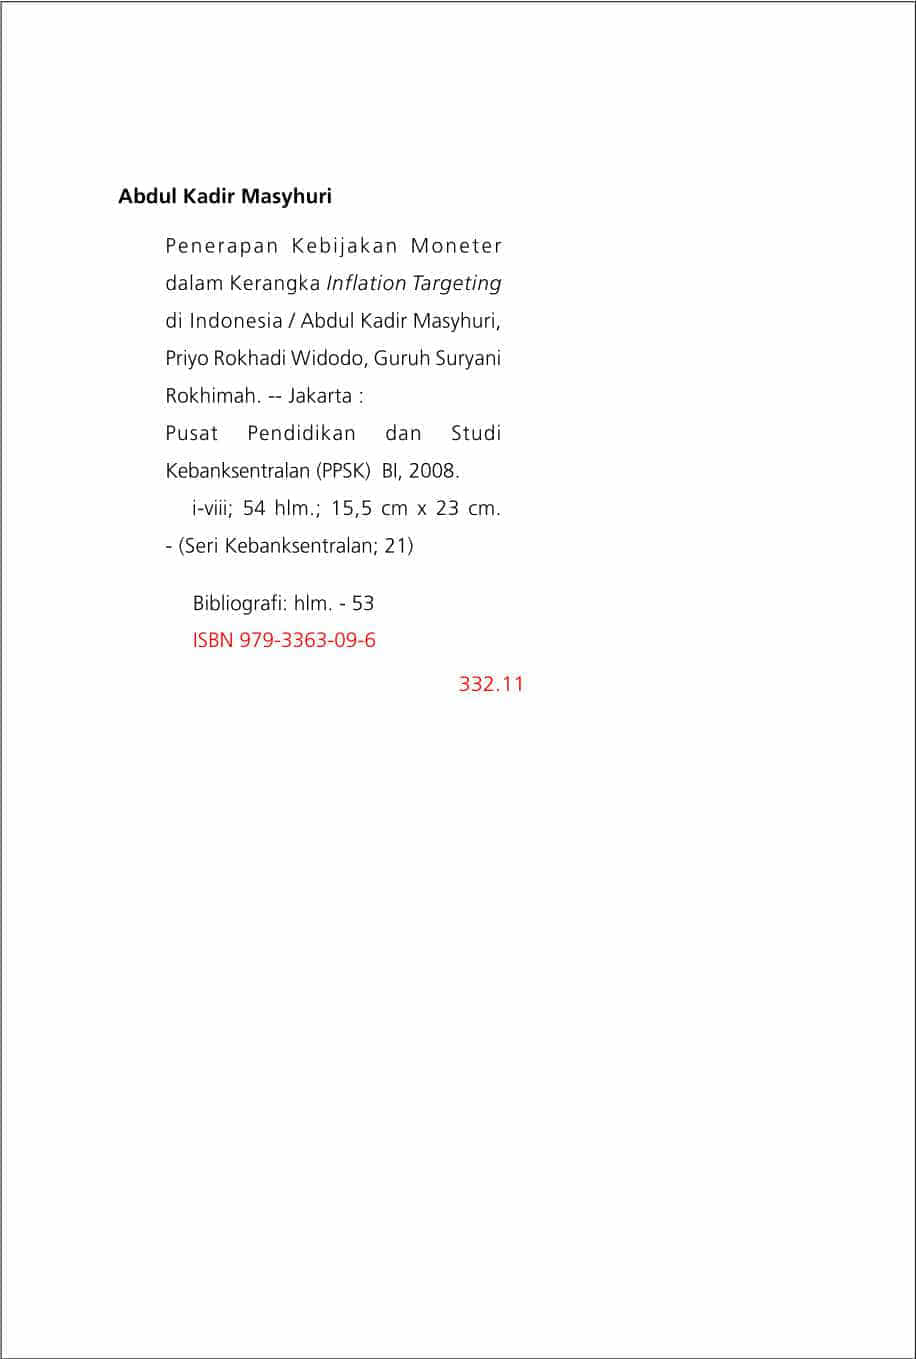 Abdul Kadir Masyhuri
Penerapan Kebijakan Moneter
dalam Kerangka Inflation Targeting
di Indonesia / Abdul Kadir Masyhuri,
Priyo Rokhadi Widodo, Guruh Suryani
Rokhimah. -- Jakarta :
Pusat Pendidikan dan Studi
Kebanksentralan (PPSK) BI, 2008.
i-viii; 54 hlm.; 15,5 cm x 23 cm.
- (Seri Kebanksentralan; 21)
Bibliografi: hlm. - 53
ISBN 979-3363-09-6
332.11